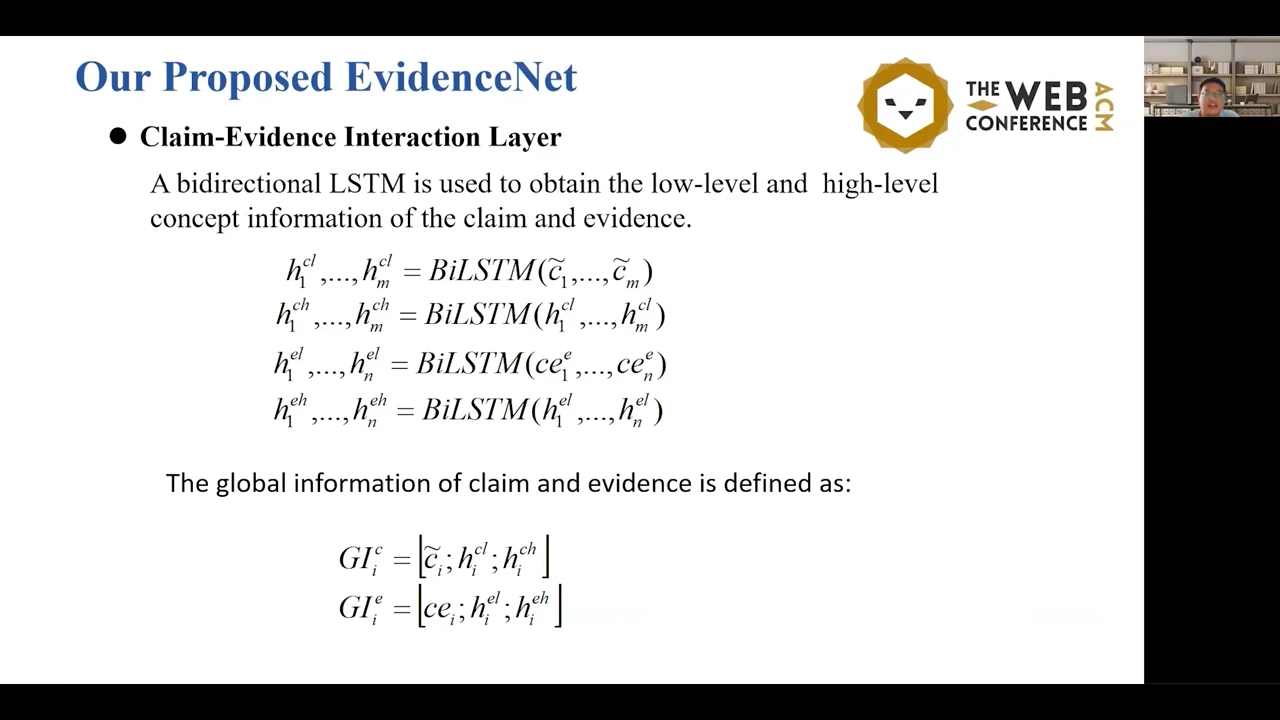 Our Proposed EvidenceNet
THE WEB CONFERENCE ACM
● Claim-Evidence Interaction Layer
A bidirectional LSTM is used to obtain the low-level and high-level
concept information of the claim and evidence.
h_1^{cl},...,h_m^{cl} = BiLSTM(c̃_1,...,c̃_m)
h_1^{ch},...,h_m^{ch} = BiLSTM(h_1^{cl},...,h_m^{cl})
h_1^{el},...,h_n^{el} = BiLSTM(ce_1^e,...,ce_n^e)
h_1^{eh},...,h_n^{eh} = BiLSTM(h_1^{el},...,h_n^{el})
The global information of claim and evidence is defined as:
GI_i^c = ⌊c̃_i; h_i^{cl}; h_i^{ch}⌋
GI_i^e = ⌊ce_i; h_i^{el}; h_i^{eh}⌋